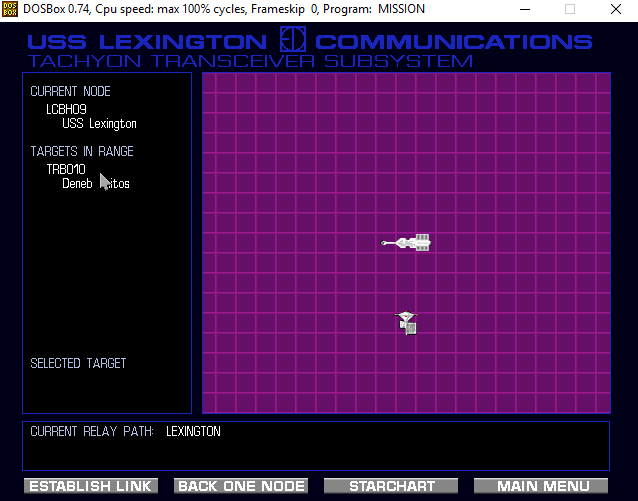 DOS
BOX
DOSBox 0.74, Cpu speed: max 100% cycles, Frameskip 0, Program: MISSION
USS LEXINGTON COMMUNICATIONS
TACHYON TRANSCEIVER SUBSYSTEM
CURRENT NODE
LCBH09
USS Lexington
TARGETS IN RANGE
TRB010
Deneb
SELECTED TARGET
CURRENT RELAY PATH: LEXINGTON
ESTABLISH LINK BACK ONE NODE STARCHART MAIN MENU